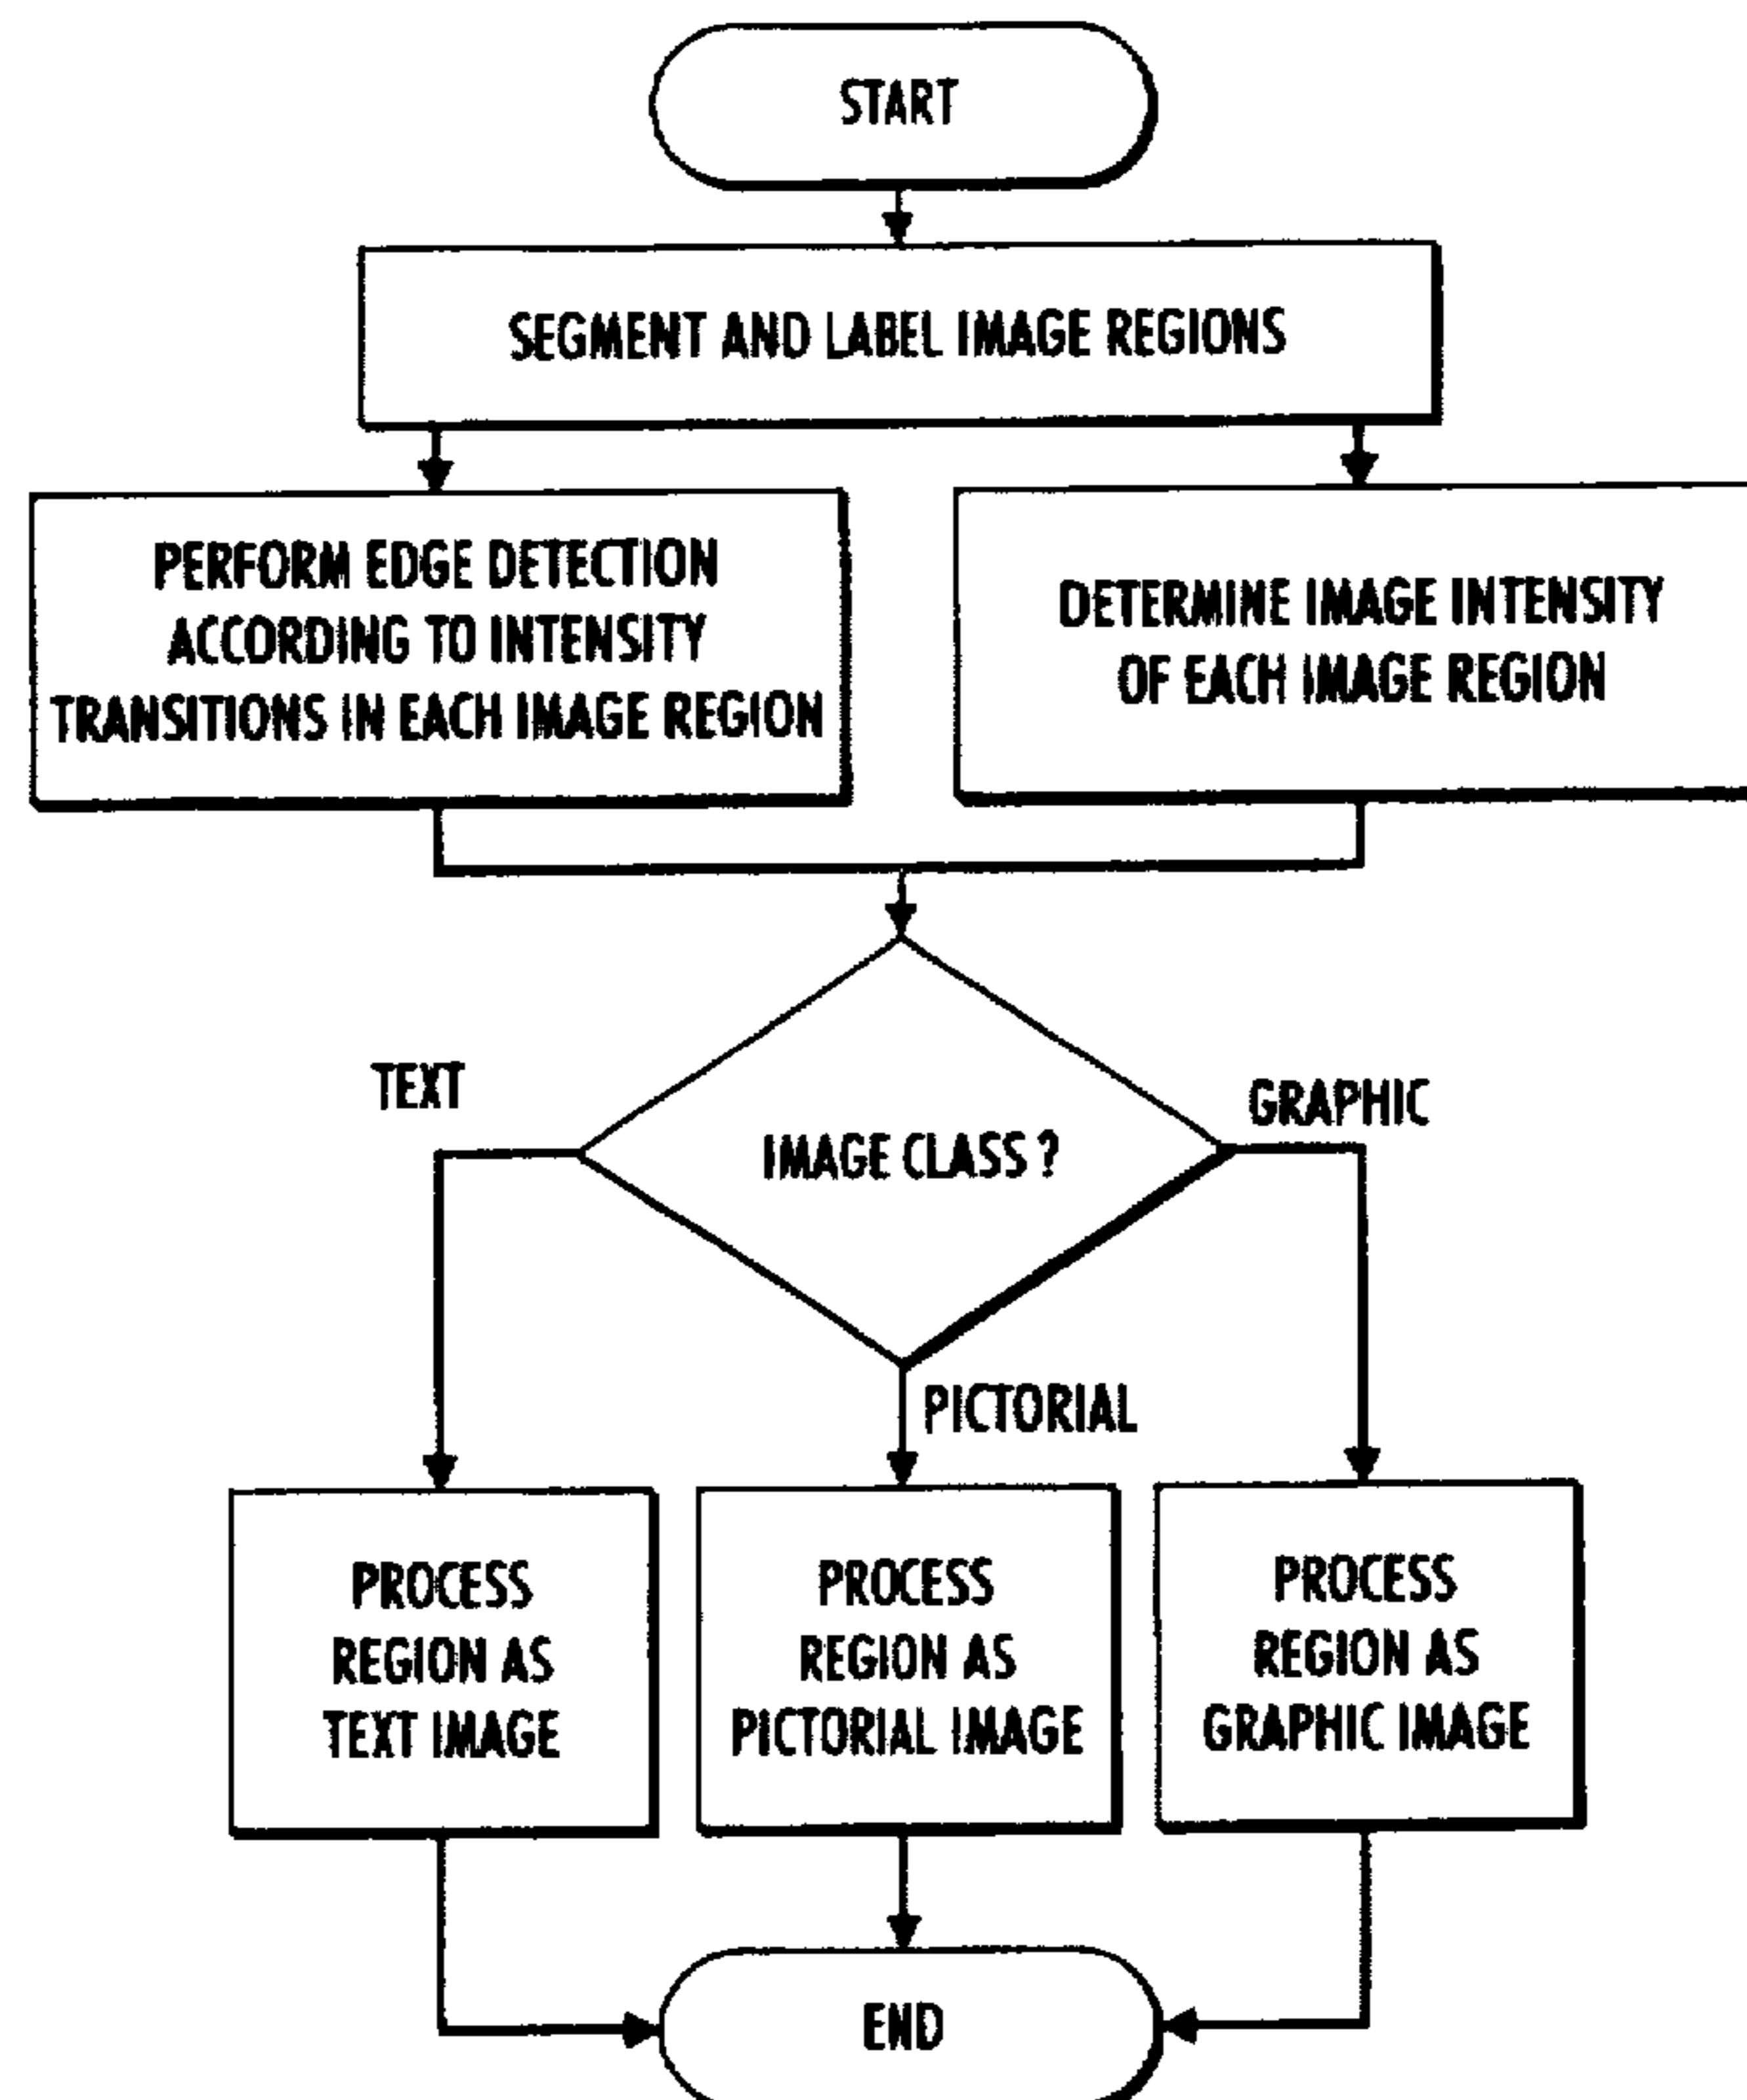 START
SEGMENT AND LABEL IMAGE REGIONS
PERFORM EDGE DETECTION
ACCORDING TO INTENSITY
TRANSITIONS IN EACH IMAGE REGION
DETERMINE IMAGE INTENSITY
OF EACH IMAGE REGION
TEXT
IMAGE CLASS ?
GRAPHIC
PICTORIAL
PROCESS
REGION AS
TEXT IMAGE
PROCESS
REGION AS
PICTORIAL IMAGE
PROCESS
REGION AS
GRAPHIC IMAGE
END